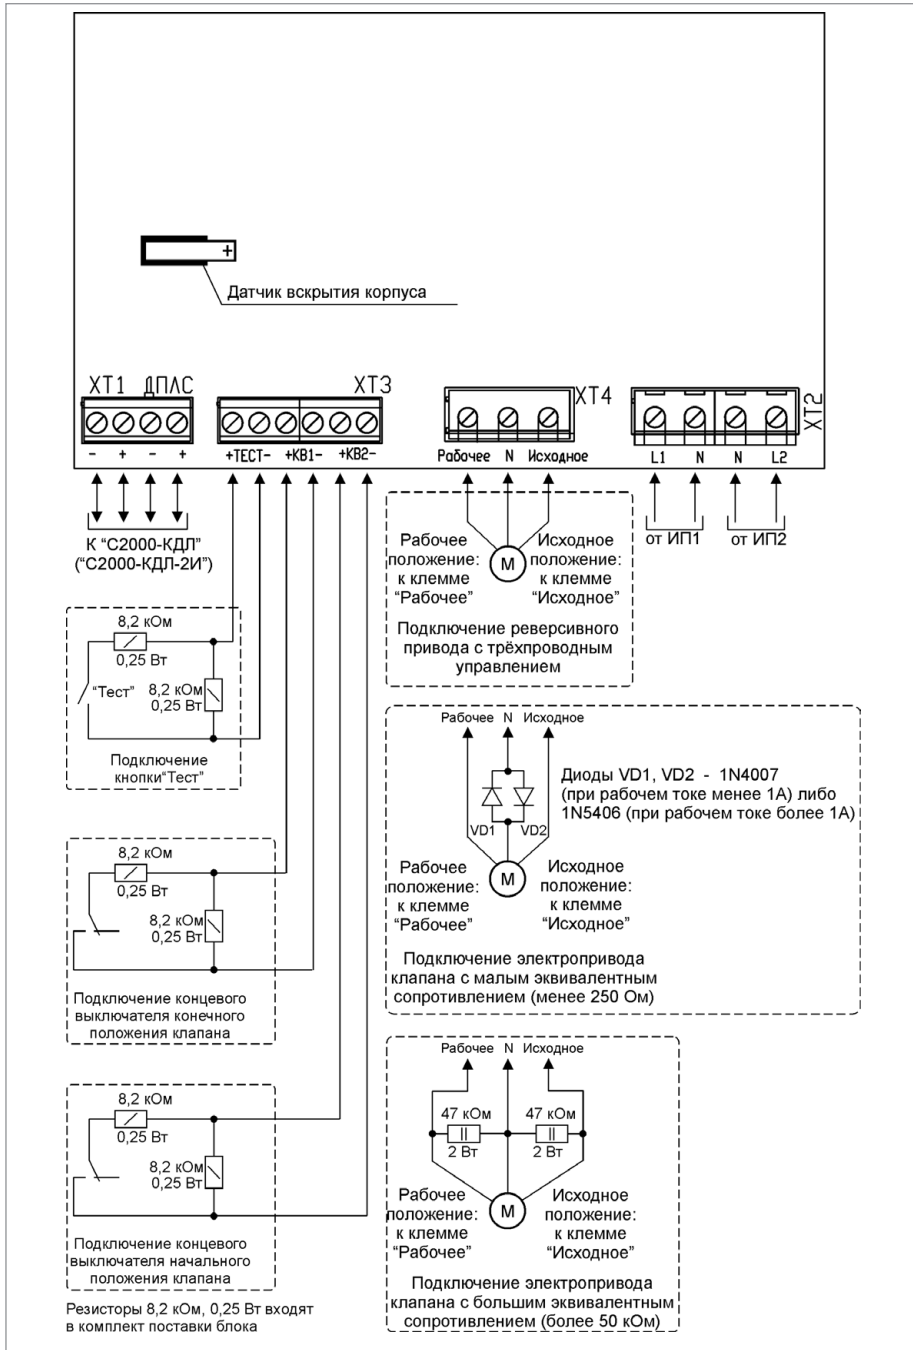 Датчик вскрытия корпуса
XT1 ДПЛС
XT3
XT4
XT2
- + - +
+ТЕСТ- +КВ1- +КВ2-
Рабочее N Исходное
L1 N N L2
К “С2000-КДЛ”
(“С2000-КДЛ-2И”)
от ИП1
от ИП2
8,2 кОм
0,25 Вт
“Тест”
8,2 кОм
0,25 Вт
Подключение
кнопки“Тест”
Рабочее
положение:
к клемме
“Рабочее”
М
Исходное
положение:
к клемме
“Исходное”
Подключение реверсивного
привода с трёхпроводным
управлением
Рабочее N Исходное
VD1 VD2
Диоды VD1, VD2 - 1N4007
(при рабочем токе менее 1А) либо
1N5406 (при рабочем токе более 1А)
Рабочее
положение:
к клемме
“Рабочее”
М
Исходное
положение:
к клемме
“Исходное”
Подключение электропривода
клапана с малым эквивалентным
сопротивлением (менее 250 Ом)
8,2 кОм
0,25 Вт
8,2 кОм
0,25 Вт
Подключение концевого
выключателя конечного
положения клапана
Рабочее N Исходное
47 кОм
2 Вт
47 кОм
2 Вт
Рабочее
положение:
к клемме
“Рабочее”
М
Исходное
положение:
к клемме
“Исходное”
Подключение электропривода
клапана с большим эквивалентным
сопротивлением (более 50 кОм)
8,2 кОм
0,25 Вт
8,2 кОм
0,25 Вт
Подключение концевого
выключателя начального
положения клапана
Резисторы 8,2 кОм, 0,25 Вт входят
в комплект поставки блока